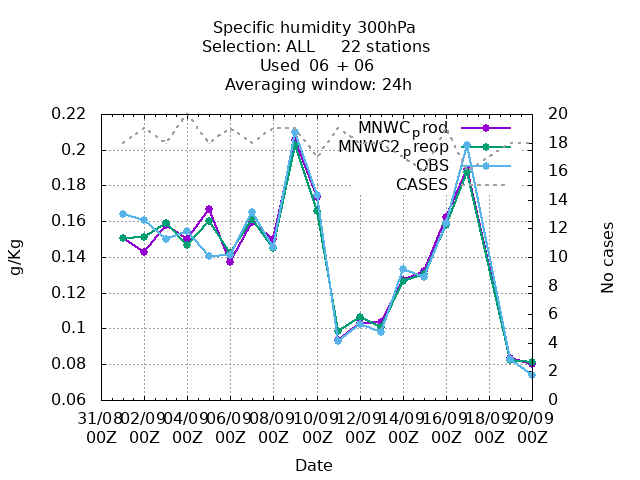 Specific humidity 300hPa
Selection: ALL 22 stations
Used 06 + 06
Averaging window: 24h
0.22
0.2
0.18
0.16
0.14
0.12
0.1
0.08
0.06
g/Kg
20
18
16
14
12
10
8
6
4
2
0
No cases
MNWCprod
MNWC2preop
OBS
CASES
31/08 02/09 04/09 06/09 08/09 10/09 12/09 14/09 16/09 18/09 20/09
00Z 00Z 00Z 00Z 00Z 00Z 00Z 00Z 00Z 00Z 00Z
Date